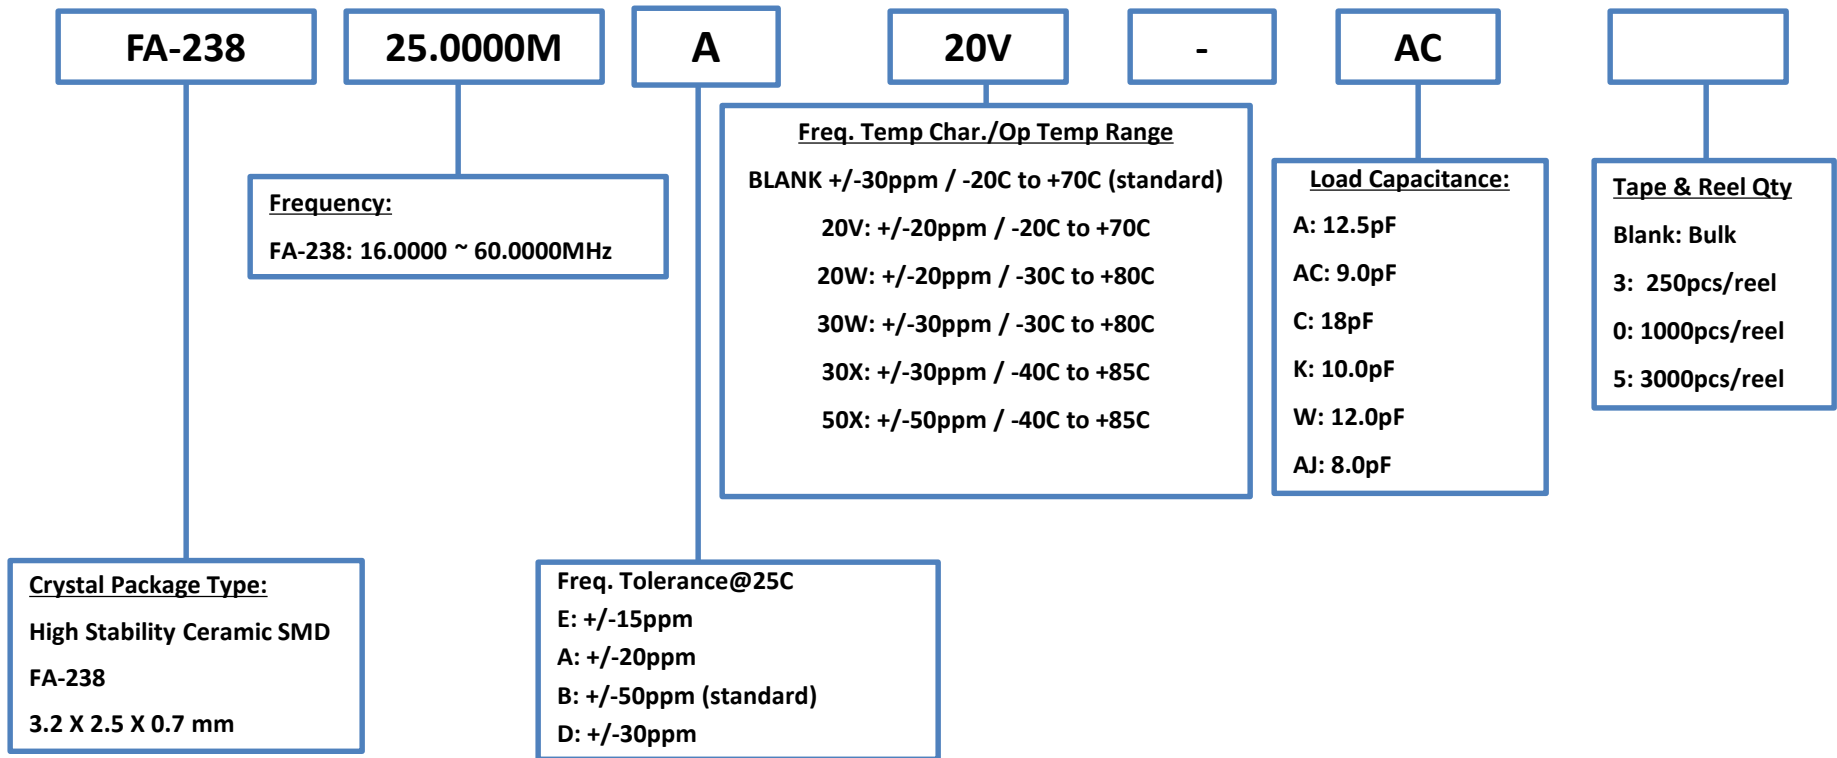 FA-238
25.0000M
A
20V
-
AC
Freq. Temp Char./Op Temp Range
BLANK +/-30ppm / -20C to +70C (standard)
20V: +/-20ppm / -20C to +70C
20W: +/-20ppm / -30C to +80C
30W: +/-30ppm / -30C to +80C
30X: +/-30ppm / -40C to +85C
50X: +/-50ppm / -40C to +85C
Frequency:
FA-238: 16.0000 ~ 60.0000MHz
Load Capacitance:
A: 12.5pF
AC: 9.0pF
C: 18pF
K: 10.0pF
W: 12.0pF
AJ: 8.0pF
Tape & Reel Qty
Blank: Bulk
3:  250pcs/reel
0: 1000pcs/reel
5: 3000pcs/reel
Crystal Package Type:
High Stability Ceramic SMD
FA-238
3.2 X 2.5 X 0.7 mm
Freq. Tolerance@25C
E: +/-15ppm
A: +/-20ppm
B: +/-50ppm (standard)
D: +/-30ppm